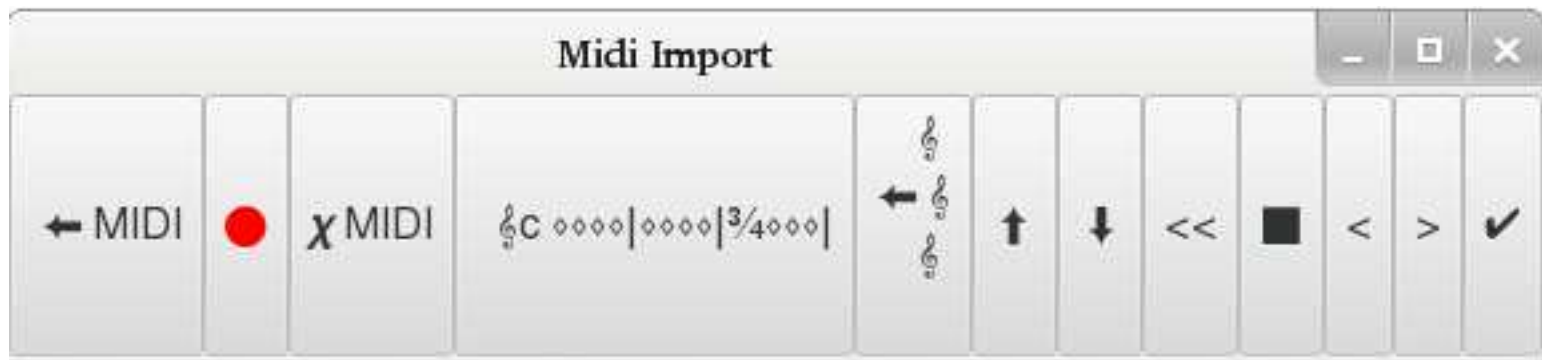 Midi Import
← MIDI
χ MIDI
𝄞C ⋄⋄⋄⋄|⋄⋄⋄⋄|¾⋄⋄⋄|
<<
<
>